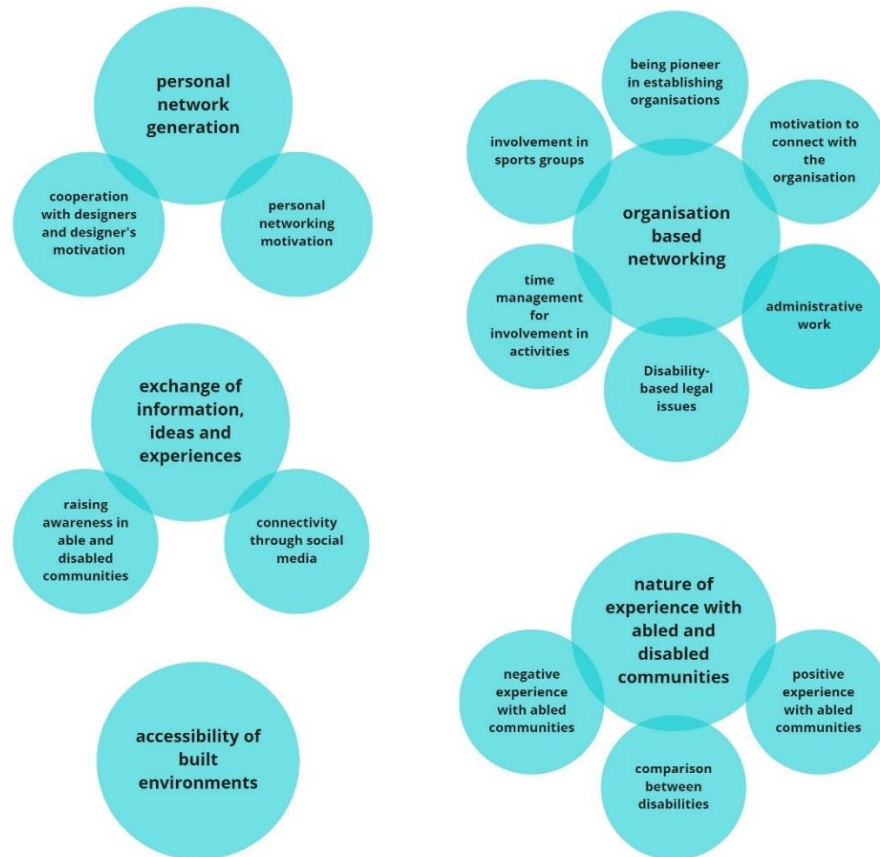 personal
network
generation
cooperation
with designers
and designer's
motivation
personal
networking
motivation
being pioneer
in establishing
organisations
involvement in
sports groups
motivation to
connect with
the
organisation
organisation
based
networking
time
management
for
involvement in
activities
administrative
work
Disability-
based legal
issues
exchange of
information,
ideas and
experiences
raising
awareness in
able and
disabled
communities
connectivity
through social
media
nature of
experience with
abled and
disabled
communities
negative
experience
with abled
communities
positive
experience
with abled
communities
comparison
between
disabilities
accessibility of
built
environments